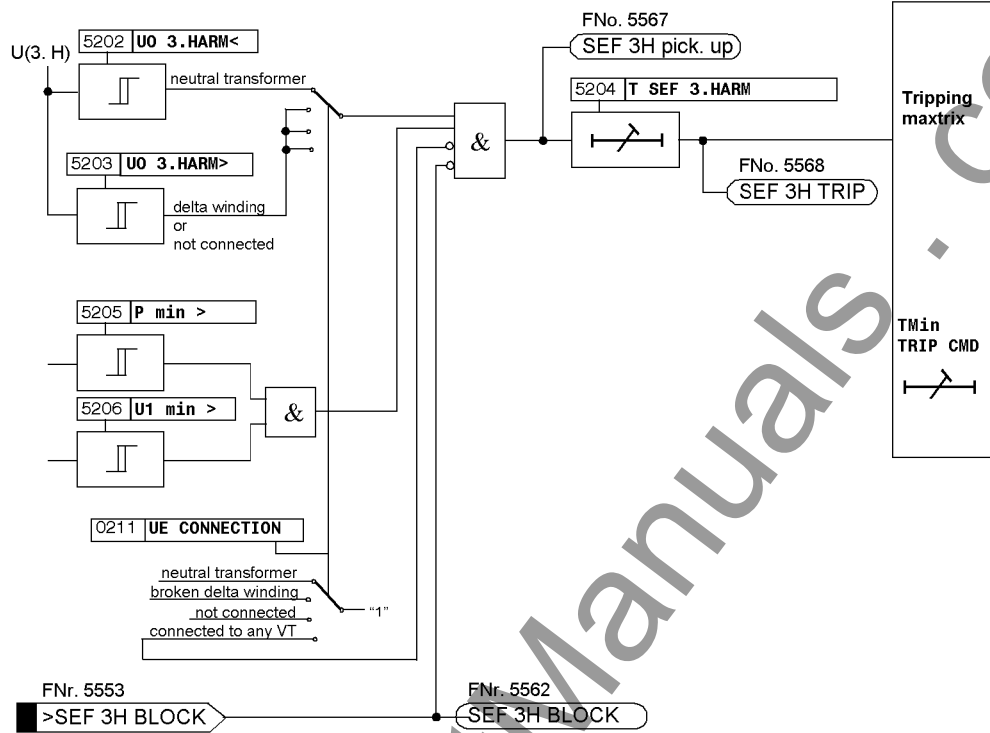 FNo. 5567
SEF 3H pick. up
5202 U0 3.HARM<
U(3. H)
neutral transformer
5204 T SEF 3.HARM
Tripping
maxtrix
&
5203 U0 3.HARM>
FNo. 5568
SEF 3H TRIP
delta winding
or
not connected
5205 P min >
TMin
TRIP CMD
5206 U1 min >
&
0211 UE CONNECTION
neutral transformer
broken delta winding
not connected
"1"
connected to any VT
FNr. 5553
>SEF 3H BLOCK
FNr. 5562
SEF 3H BLOCK
Manuals . co